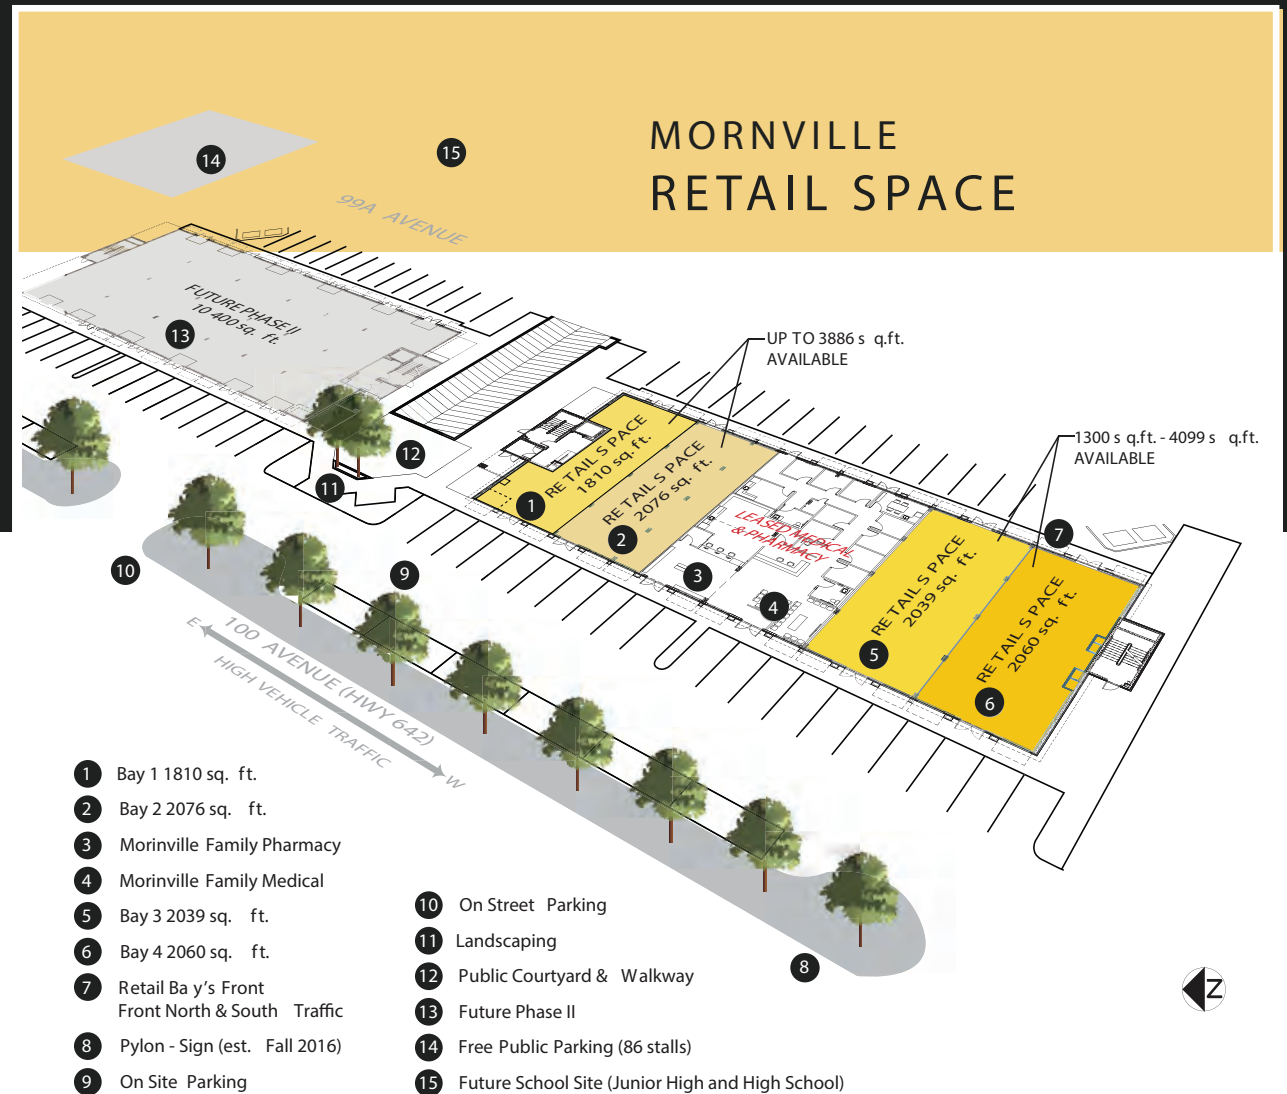 MORNVILLE
RETAIL SPACE
14
15
99A AVENUE
FUTURE PHASE II
10 400 sq. ft.
13
UP TO 3886 s q.ft.
AVAILABLE
1300 s q.ft. - 4099 s q.ft.
AVAILABLE
12
11
RE TAIL S PACE
1810 sq. ft.
1
RE TAIL S PACE
2076 sq. ft.
2
LEASED MEDICAL
& PHARMACY
3
4
RE TAIL S PACE
2039 sq. ft.
5
7
RE TAIL S PACE
2060 sq. ft.
6
10
9
E
100 AVENUE (HWY 642)
HIGH VEHICLE TRAFFIC
W
8
Z
1 Bay 1 1810 sq. ft.
2 Bay 2 2076 sq. ft.
3 Morinville Family Pharmacy
4 Morinville Family Medical
5 Bay 3 2039 sq. ft.
6 Bay 4 2060 sq. ft.
7 Retail Ba y's Front
Front North & South Traffic
8 Pylon - Sign (est. Fall 2016)
9 On Site Parking
10 On Street Parking
11 Landscaping
12 Public Courtyard & Walkway
13 Future Phase II
14 Free Public Parking (86 stalls)
15 Future School Site (Junior High and High School)